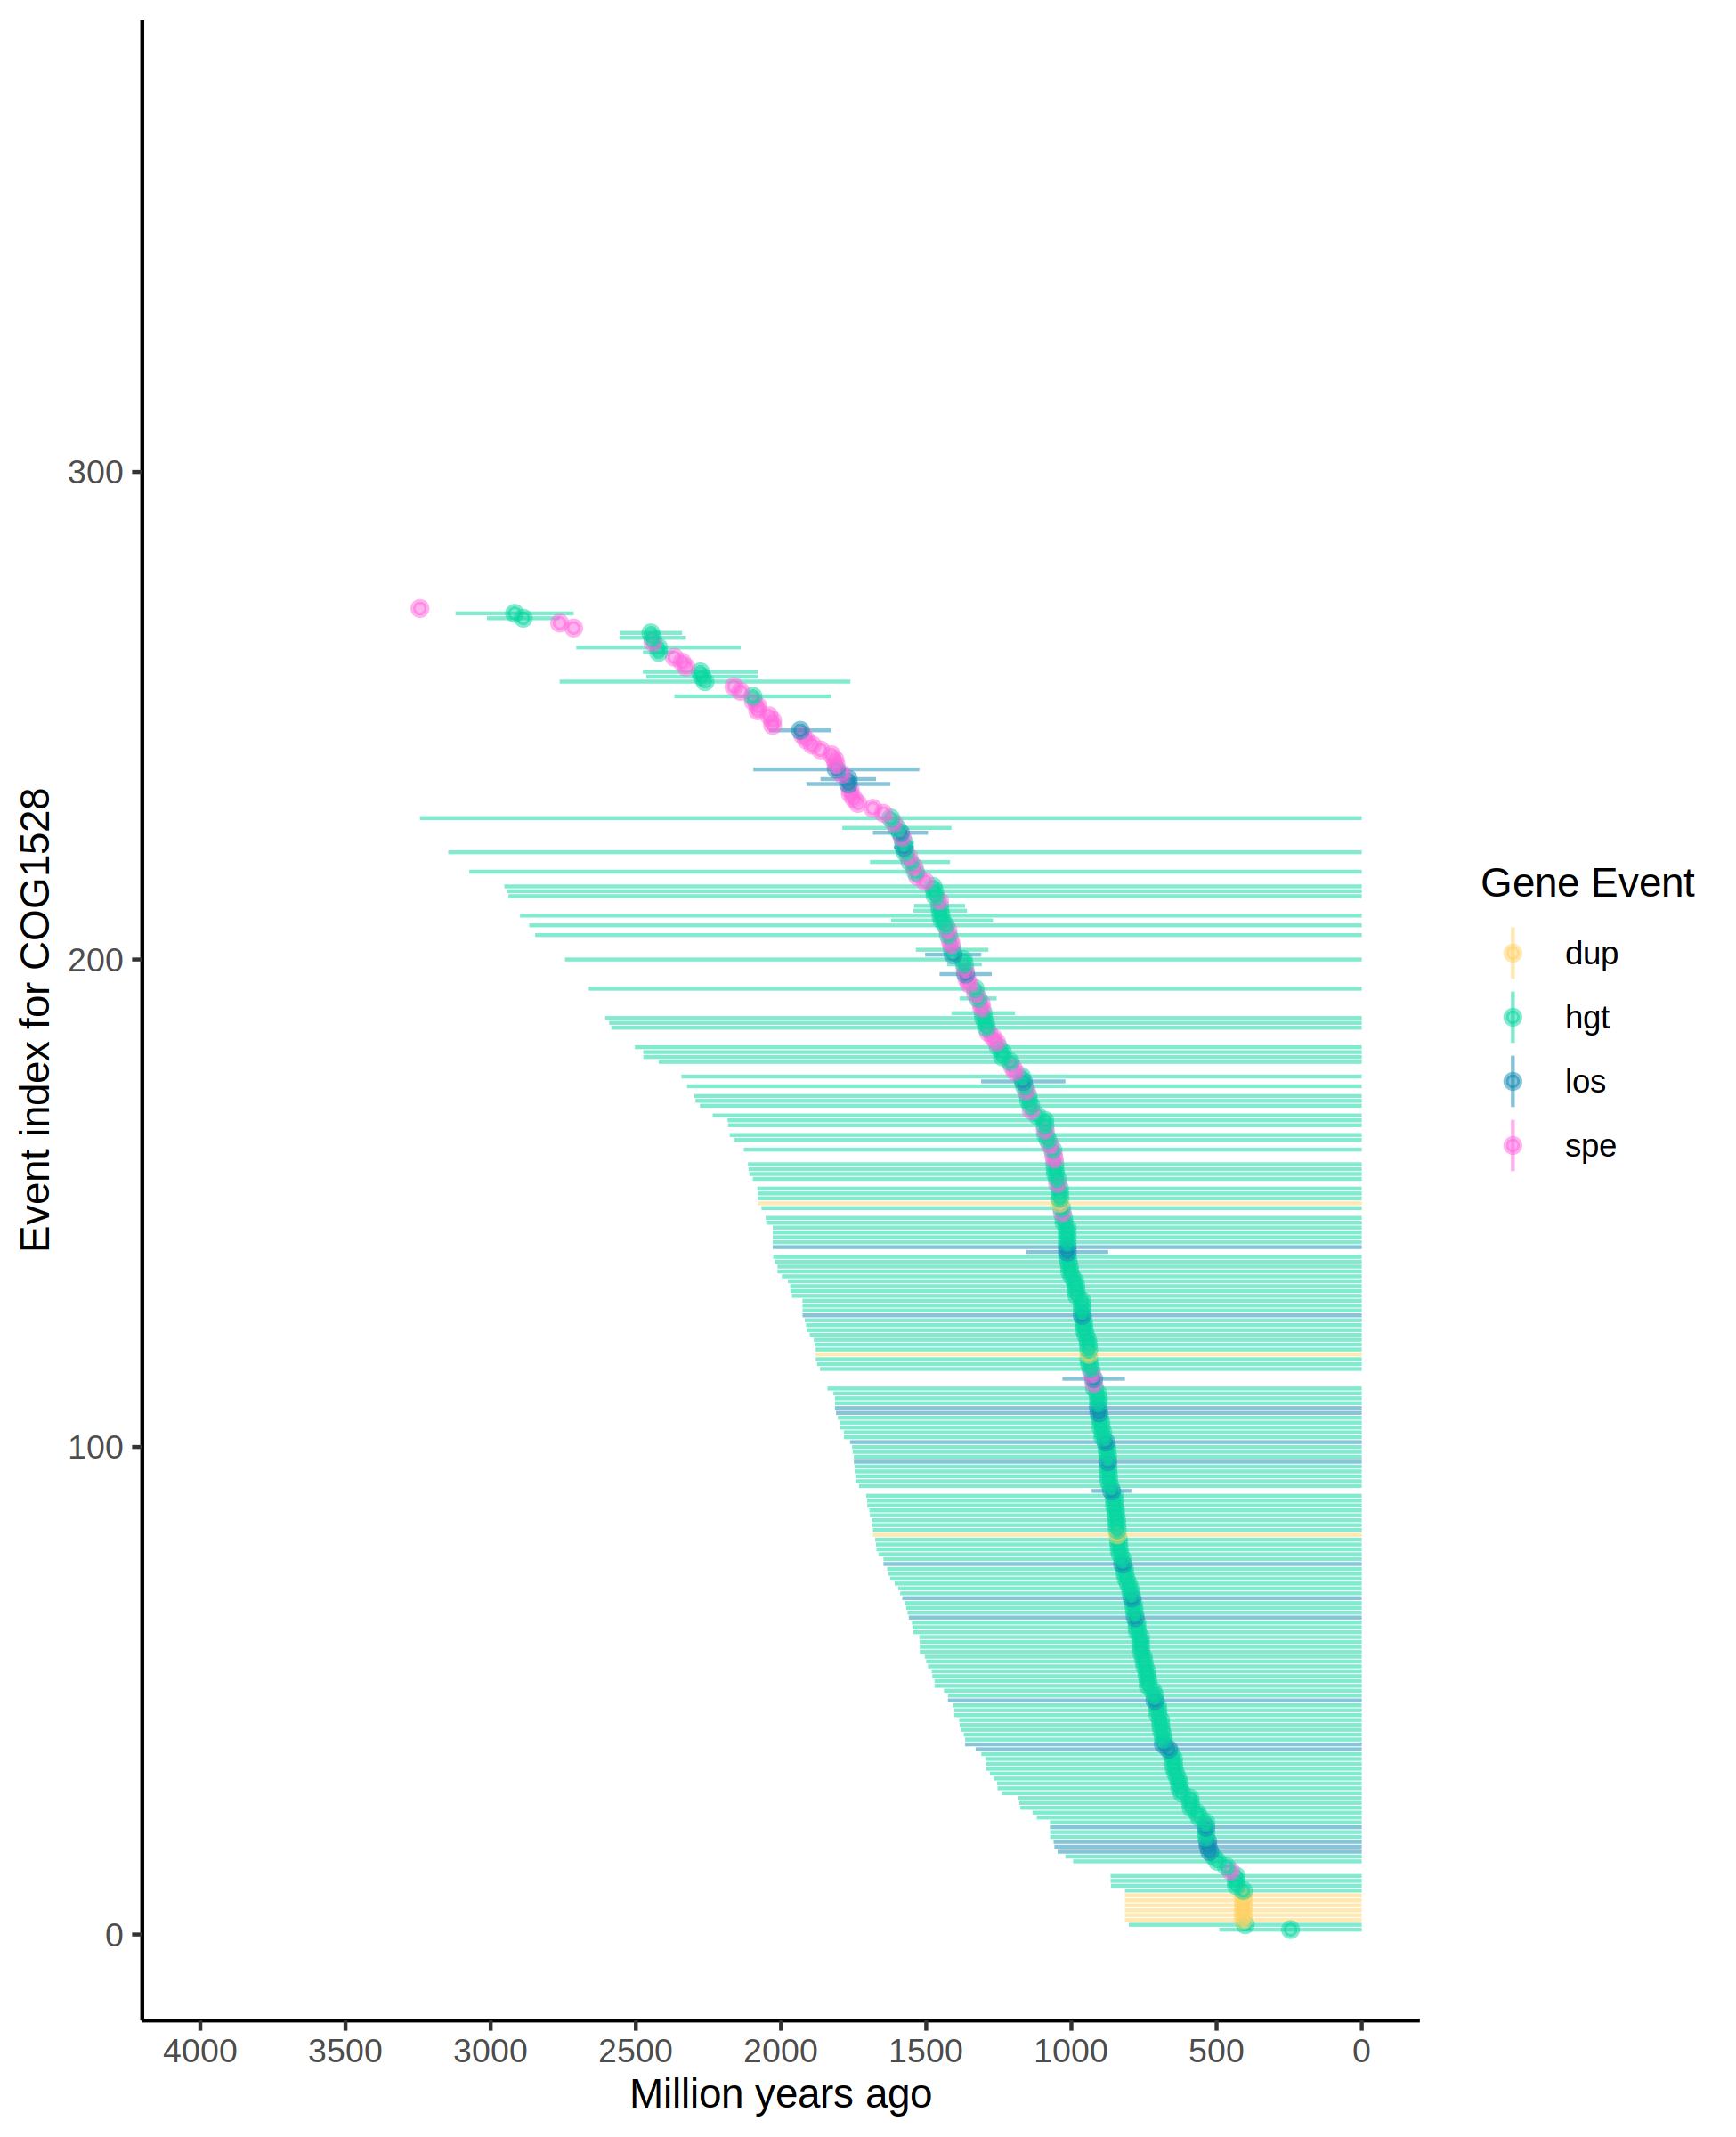 300
200
100
0
Event index for COG1528
4000 3500 3000 2500 2000 1500 1000 500 0
Million years ago
Gene Event
dup
hgt
los
spe